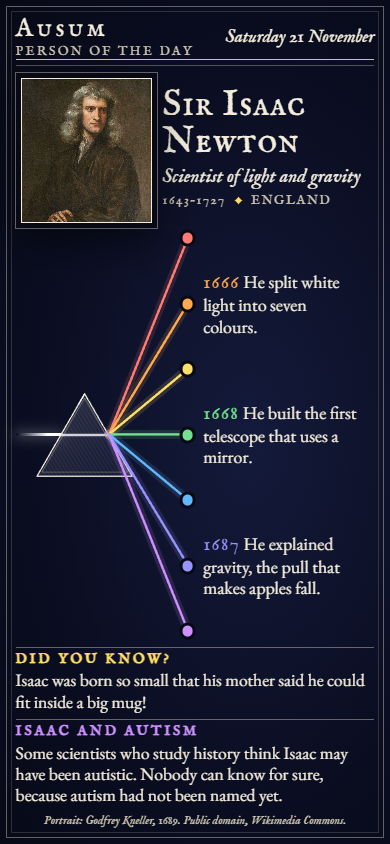 Ausum
PERSON OF THE DAY
Saturday 21 November
Sir Isaac
Newton
Scientist of light and gravity
1643–1727 ◆ ENGLAND
1666 He split white
light into seven
colours.
1668 He built the first
telescope that uses a
mirror.
1687 He explained
gravity, the pull that
makes apples fall.
DID YOU KNOW?
Isaac was born so small that his mother said he could
fit inside a big mug!
ISAAC AND AUTISM
Some scientists who study history think Isaac may
have been autistic. Nobody can know for sure,
because autism had not been named yet.
Portrait: Godfrey Kneller, 1689. Public domain, Wikimedia Commons.